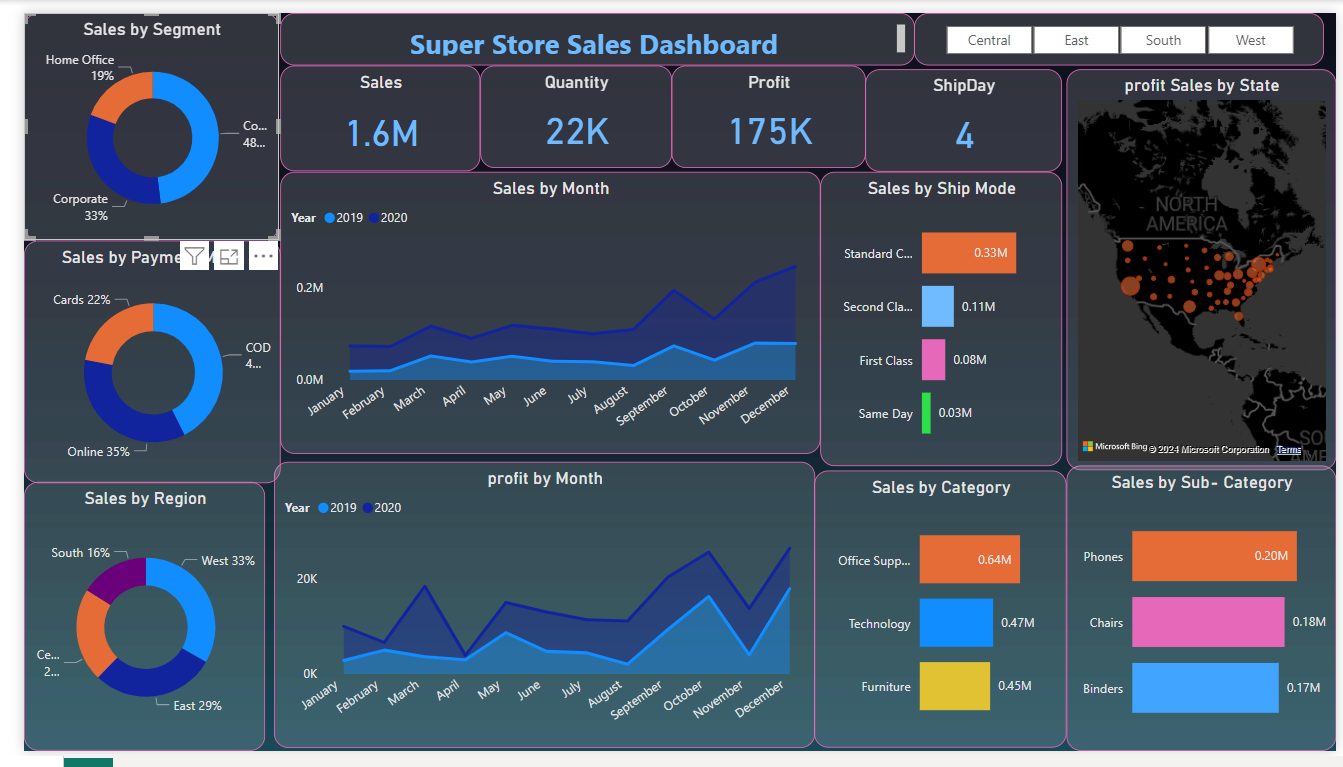 Sales by Segment
Home Office
19%
Co...
48...
Corporate
33%
Super Store Sales Dashboard
Central
East
South
West
Sales
1.6M
Quantity
22K
Profit
175K
ShipDay
4
profit Sales by State
NORTH
AMERICA
Microsoft Bing
© 2024 Microsoft Corporation
Terms
Sales by Payme
Cards 22%
COD
4...
Online 35%
Sales by Month
Year 2019 2020
0.2M
0.0M
January
February
March
April
May
June
July
August
September
October
November
December
Sales by Ship Mode
Standard C... 0.33M
Second Cla... 0.11M
First Class 0.08M
Same Day 0.03M
Sales by Region
South 16%
West 33%
Ce...
2...
East 29%
profit by Month
Year 2019 2020
20K
0K
January
February
March
April
May
June
July
August
September
October
November
December
Sales by Category
Office Supp... 0.64M
Technology 0.47M
Furniture 0.45M
Sales by Sub- Category
Phones 0.20M
Chairs 0.18M
Binders 0.17M